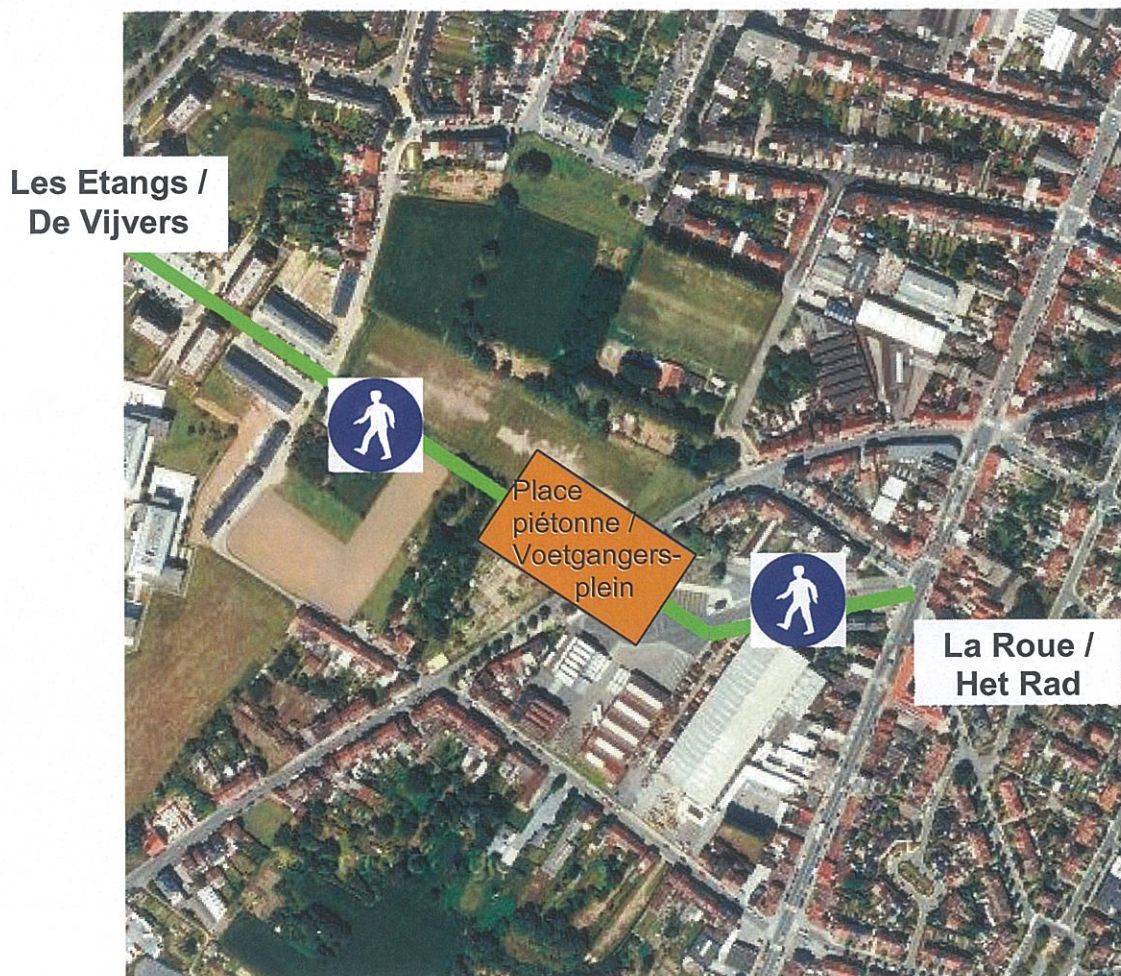 Les Etangs /
De Vijvers
Place
piétonne /
Voetgangers-
plein
La Roue /
Het Rad